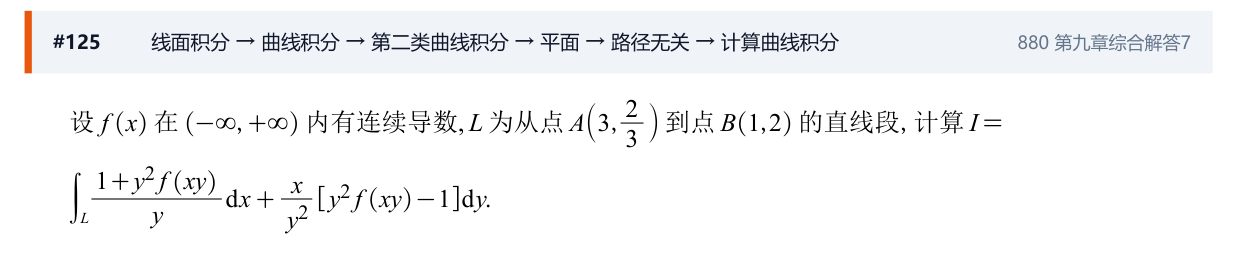 #125 线面积分 → 曲线积分 → 第二类曲线积分 → 平面 → 路径无关 → 计算曲线积分 880 第九章综合解答7
设 f(x) 在 (−∞, +∞) 内有连续导数, L 为从点 A(3, 2/3) 到点 B(1,2) 的直线段, 计算 I=
∫_L (1+y²f(xy))/y dx + x/y² [y²f(xy)−1]dy.